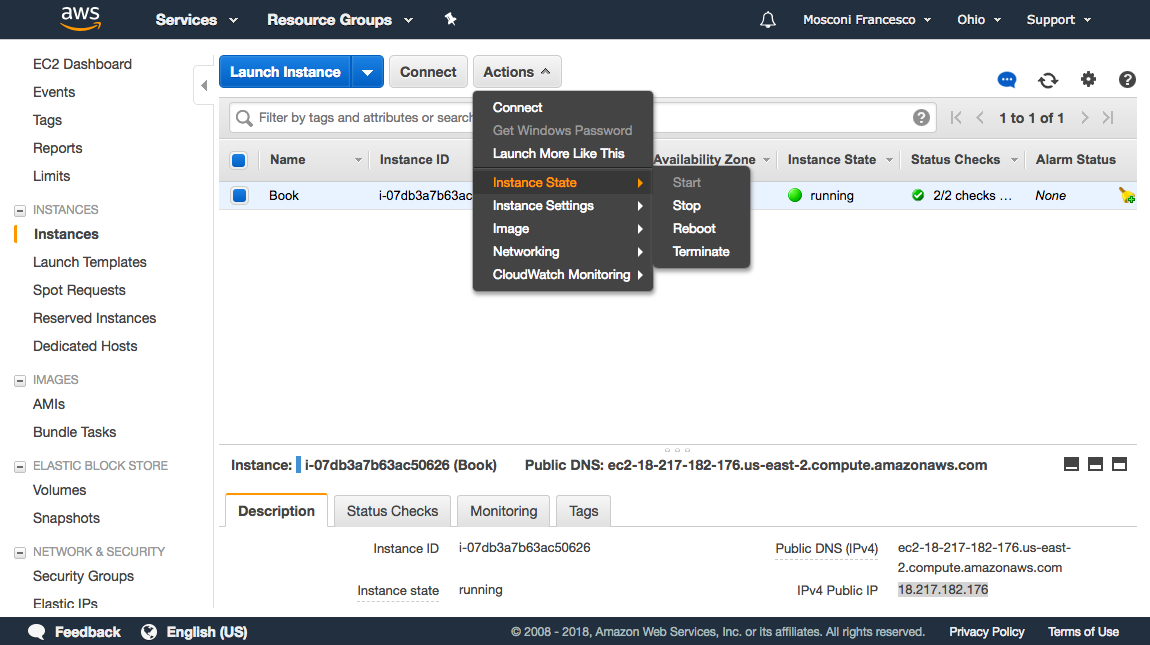 aws Services Resource Groups Mosconi Francesco Ohio Support
EC2 Dashboard
Events
Tags
Reports
Limits
INSTANCES
Instances
Launch Templates
Spot Requests
Reserved Instances
Dedicated Hosts
IMAGES
AMIs
Bundle Tasks
ELASTIC BLOCK STORE
Volumes
Snapshots
NETWORK & SECURITY
Security Groups
Elastic IPs
Launch Instance Connect Actions
Filter by tags and attributes or search
1 to 1 of 1
Name Instance ID Availability Zone Instance State Status Checks Alarm Status
Book i-07db3a7b63ac running 2/2 checks ... None
Connect
Get Windows Password
Launch More Like This
Instance State
Instance Settings
Image
Networking
CloudWatch Monitoring
Start
Stop
Reboot
Terminate
Instance: i-07db3a7b63ac50626 (Book) Public DNS: ec2-18-217-182-176.us-east-2.compute.amazonaws.com
Description Status Checks Monitoring Tags
Instance ID i-07db3a7b63ac50626 Public DNS (IPv4) ec2-18-217-182-176.us-east-
2.compute.amazonaws.com
Instance state running IPv4 Public IP 18.217.182.176
Feedback English (US) © 2008 - 2018, Amazon Web Services, Inc. or its affiliates. All rights reserved. Privacy Policy Terms of Use